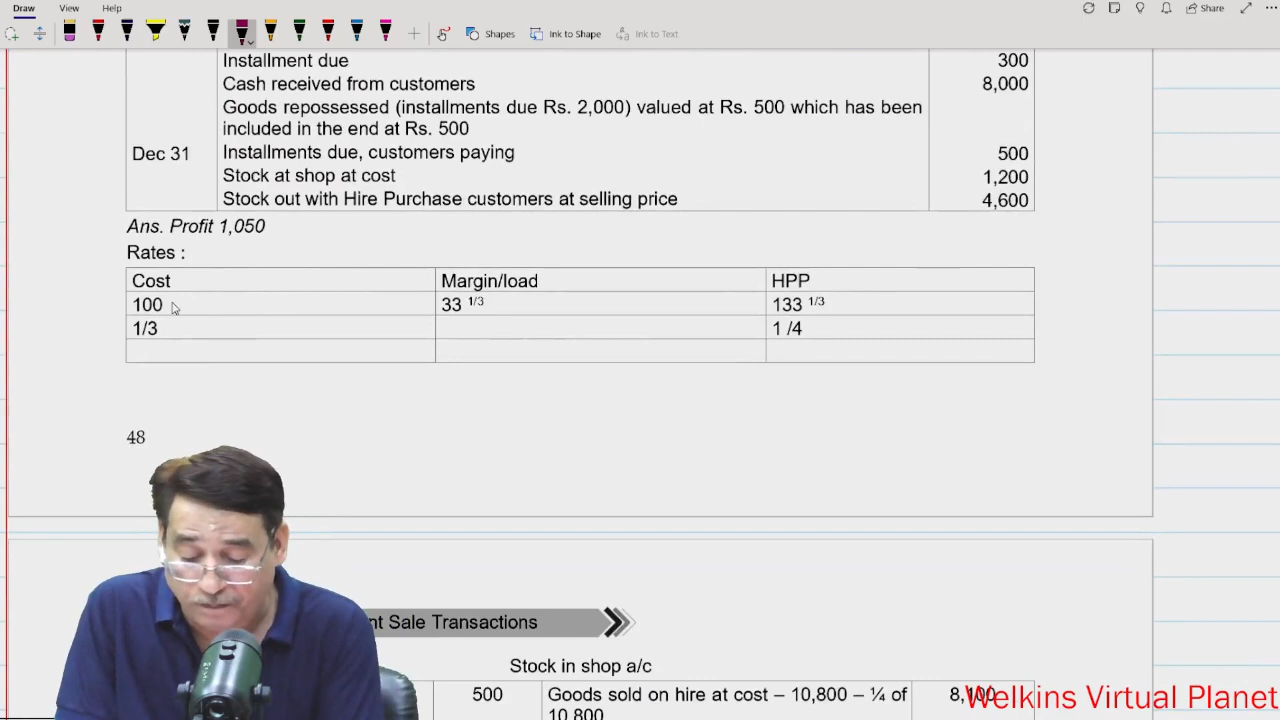 Draw View Help
Share
Shapes Ink to Shape Ink to Text
Installment due 300
Cash received from customers 8,000
Goods repossessed (installments due Rs. 2,000) valued at Rs. 500 which has been
included in the end at Rs. 500
Dec 31 Installments due, customers paying 500
Stock at shop at cost 1,200
Stock out with Hire Purchase customers at selling price 4,600
Ans. Profit 1,050
Rates :
Cost Margin/load HPP
100 33 1/3 133 1/3
1/3 1 /4
48
nt Sale Transactions
Stock in shop a/c
500 Goods sold on hire at cost – 10,800 – ¼ of 8,100
10,800
Welkins Virtual Planet